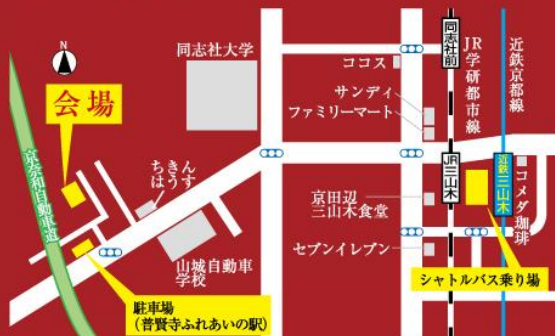 N
同志社大学
会場
京奈和自動車道
ちきん
はうす
山城自動車
学校
駐車場
(普賢寺ふれあいの駅)
ココス
サンディ
ファミリーマート
京田辺
三山木食堂
セブンイレブン
同志社前
JR学研都市線
近鉄京都線
JR三山木
近鉄三山木
コメダ珈琲
シャトルバス乗り場